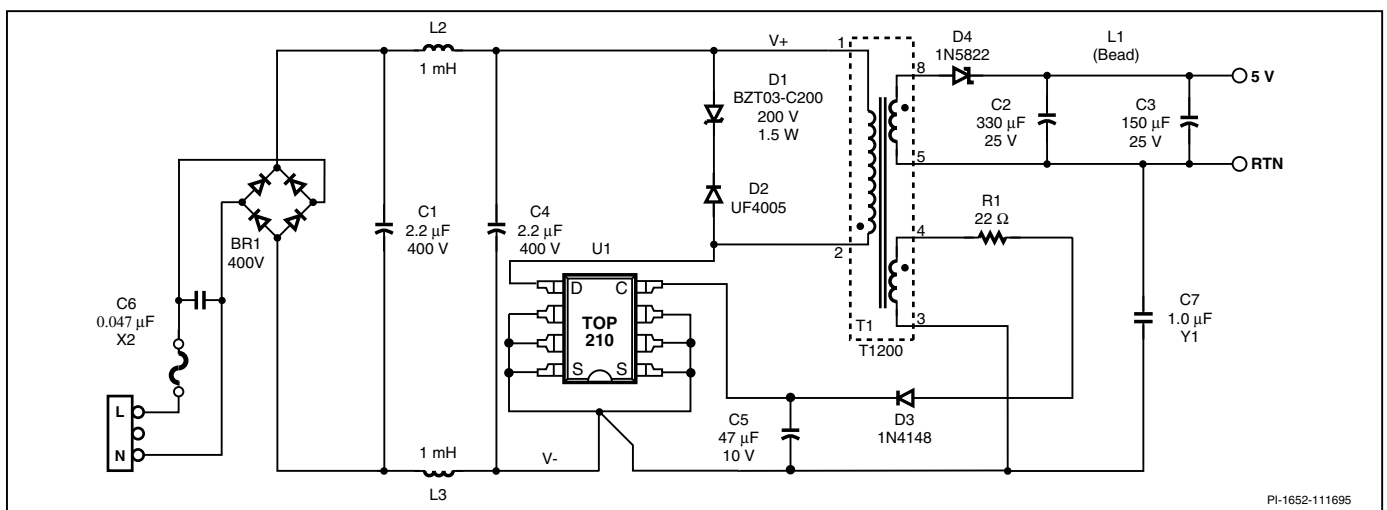 L2
1 mH
V+
D1
BZT03-C200
200 V
1.5 W
D2
UF4005
1
2
8
5
4
3
D4
1N5822
L1
(Bead)
C2
330 µF
25 V
C3
150 µF
25 V
5 V
RTN
R1
22 Ω
BR1
400V
C1
2.2 µF
400 V
C4
2.2 µF
400 V
U1
D
C
TOP
210
S
S
T1
T1200
C7
1.0 µF
Y1
C6
0.047 µF
X2
L
N
D3
1N4148
C5
47 µF
10 V
1 mH
L3
V-
PI-1652-111695